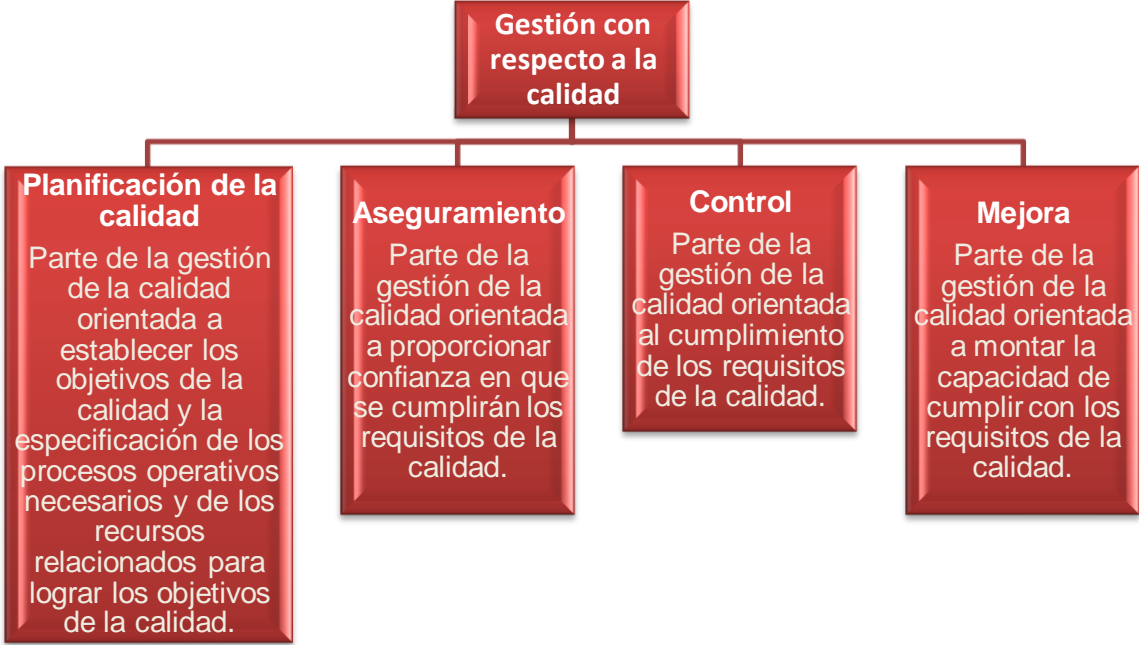 Gestión con
respecto a la
calidad
Planificación de la
calidad
Parte de la gestión
de la calidad
orientada a
establecer los
objetivos de la
calidad y la
especificación de los
procesos operativos
necesarios y de los
recursos
relacionados para
lograr los objetivos
de la calidad.
Aseguramiento
Parte de la
gestión de la
calidad orientada
a proporcionar
confianza en que
se cumplirán los
requisitos de la
calidad.
Control
Parte de la
gestión de la
calidad orientada
al cumplimiento
de los requisitos
de la calidad.
Mejora
Parte de la
gestión de la
calidad orientada
a montar la
capacidad de
cumplir con los
requisitos de la
calidad.